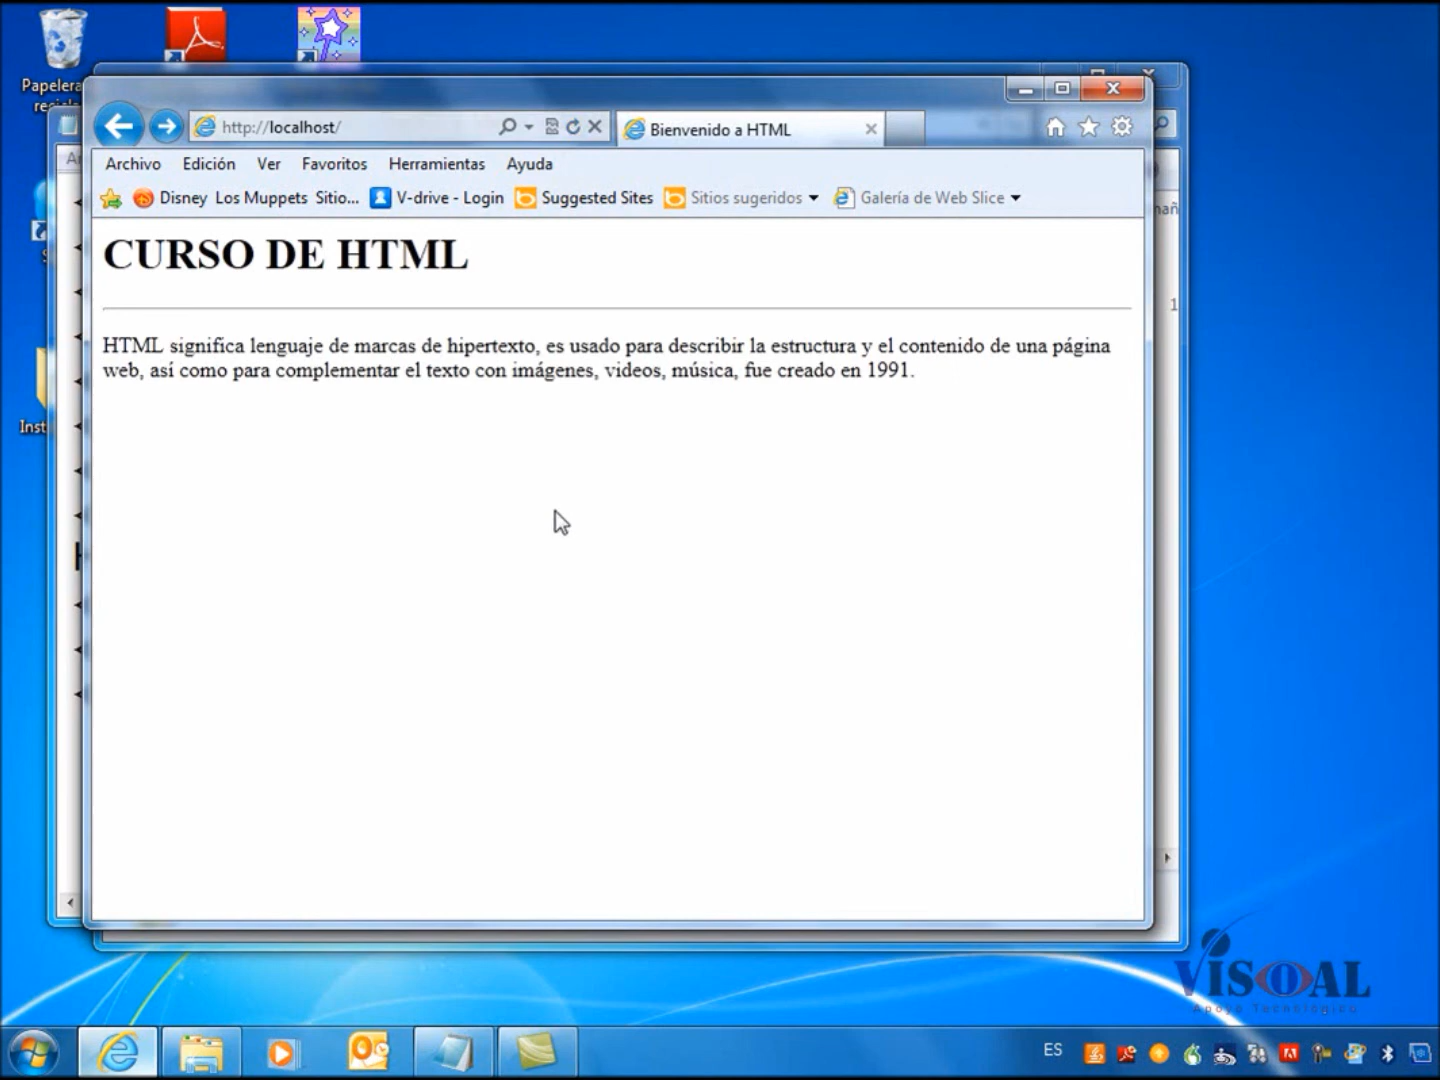 Papelera
http://localhost/
Bienvenido a HTML
Archivo Edición Ver Favoritos Herramientas Ayuda
Disney Los Muppets Sitio... V-drive - Login Suggested Sites Sitios sugeridos Galería de Web Slice
CURSO DE HTML
HTML significa lenguaje de marcas de hipertexto, es usado para describir la estructura y el contenido de una página
web, así como para complementar el texto con imágenes, videos, música, fue creado en 1991.
Inst
1
VISOAL
Apoyo Tecnológico
ES